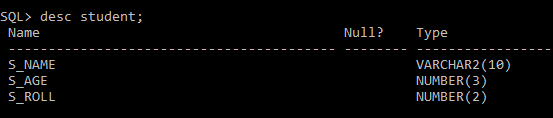 SQL> desc student;
Name Null? Type
----------------------------------------- -------- -----------------
S_NAME VARCHAR2(10)
S_AGE NUMBER(3)
S_ROLL NUMBER(2)